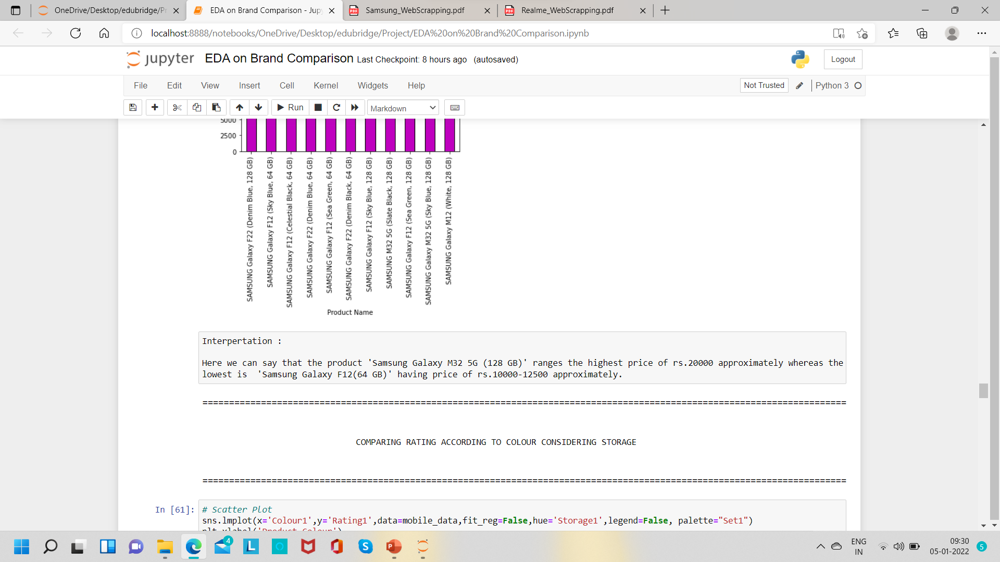 OneDrive/Desktop/edubridge/Pr
EDA on Brand Comparison - Jup
Samsung_WebScrapping.pdf
Realme_WebScrapping.pdf
localhost:8888/notebooks/OneDrive/Desktop/edubridge/Project/EDA%20on%20Brand%20Comparison.ipynb
jupyter EDA on Brand Comparison Last Checkpoint: 8 hours ago (autosaved)
Logout
File Edit View Insert Cell Kernel Widgets Help
Not Trusted
Python 3
Run
Markdown
5000
2500
0
SAMSUNG Galaxy F22 (Denim Blue, 128 GB)
SAMSUNG Galaxy F12 (Sky Blue, 64 GB)
SAMSUNG Galaxy F12 (Celestial Black, 64 GB)
SAMSUNG Galaxy F22 (Denim Blue, 64 GB)
SAMSUNG Galaxy F12 (Sea Green, 64 GB)
SAMSUNG Galaxy F22 (Denim Black, 64 GB)
SAMSUNG Galaxy F12 (Sky Blue, 128 GB)
SAMSUNG M32 5G (Slate Black, 128 GB)
SAMSUNG Galaxy F12 (Sea Green, 128 GB)
SAMSUNG Galaxy M32 5G (Sky Blue, 128 GB)
SAMSUNG Galaxy M12 (White, 128 GB)
Product Name
Interpertation :
Here we can say that the product 'Samsung Galaxy M32 5G (128 GB)' ranges the highest price of rs.20000 approximately whereas the
lowest is  'Samsung Galaxy F12(64 GB)' having price of rs.10000-12500 approximately.
COMPARING RATING ACCORDING TO COLOUR CONSIDERING STORAGE
In [61]:
# Scatter Plot
sns.lmplot(x='Colour1',y='Rating1',data=mobile_data,fit_reg=False,hue='Storage1',legend=False, palette="Set1")
plt.xlabel('Product Colour')
4
ENG
IN
09:30
05-01-2022
5